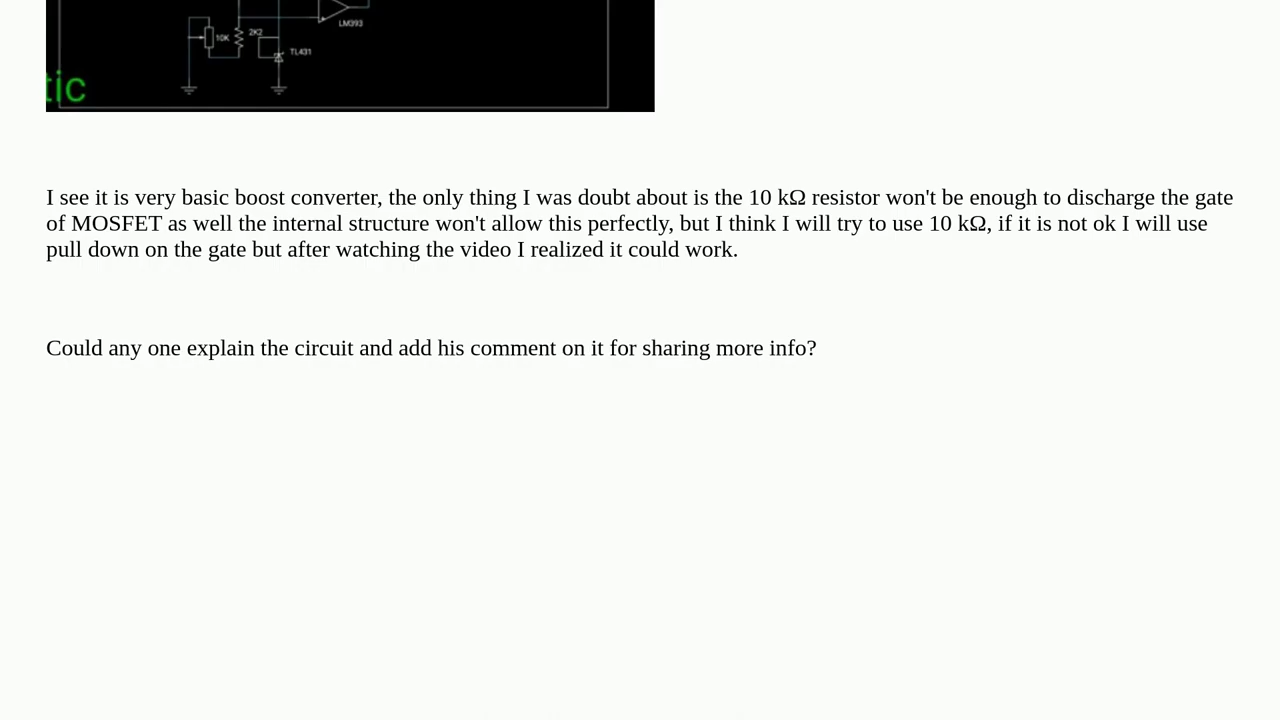 LM393
10K
2K2
TL431
tic
I see it is very basic boost converter, the only thing I was doubt about is the 10 kΩ resistor won't be enough to discharge the gate
of MOSFET as well the internal structure won't allow this perfectly, but I think I will try to use 10 kΩ, if it is not ok I will use
pull down on the gate but after watching the video I realized it could work.
Could any one explain the circuit and add his comment on it for sharing more info?